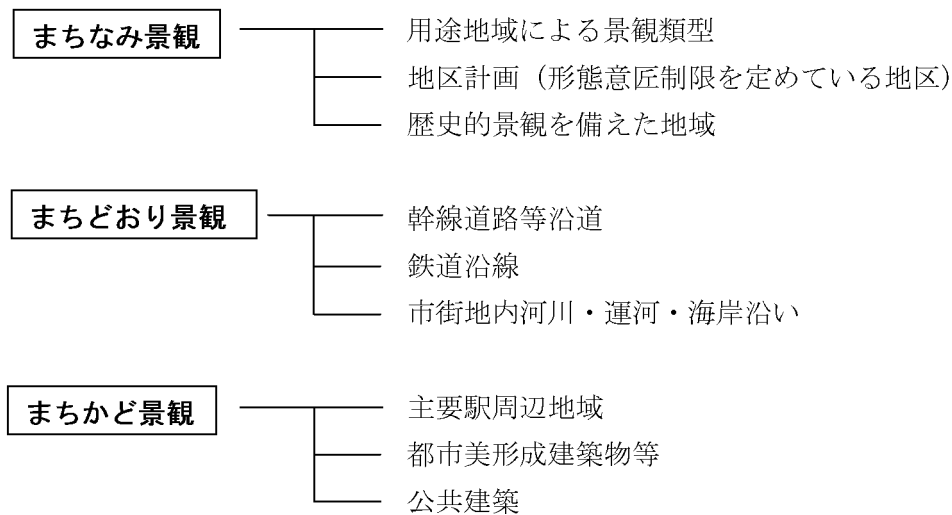 まちなみ景観
用途地域による景観類型
地区計画（形態意匠制限を定めている地区）
歴史的景観を備えた地域
まちどおり景観
幹線道路等沿道
鉄道沿線
市街地内河川・運河・海岸沿い
まちかど景観
主要駅周辺地域
都市美形成建築物等
公共建築